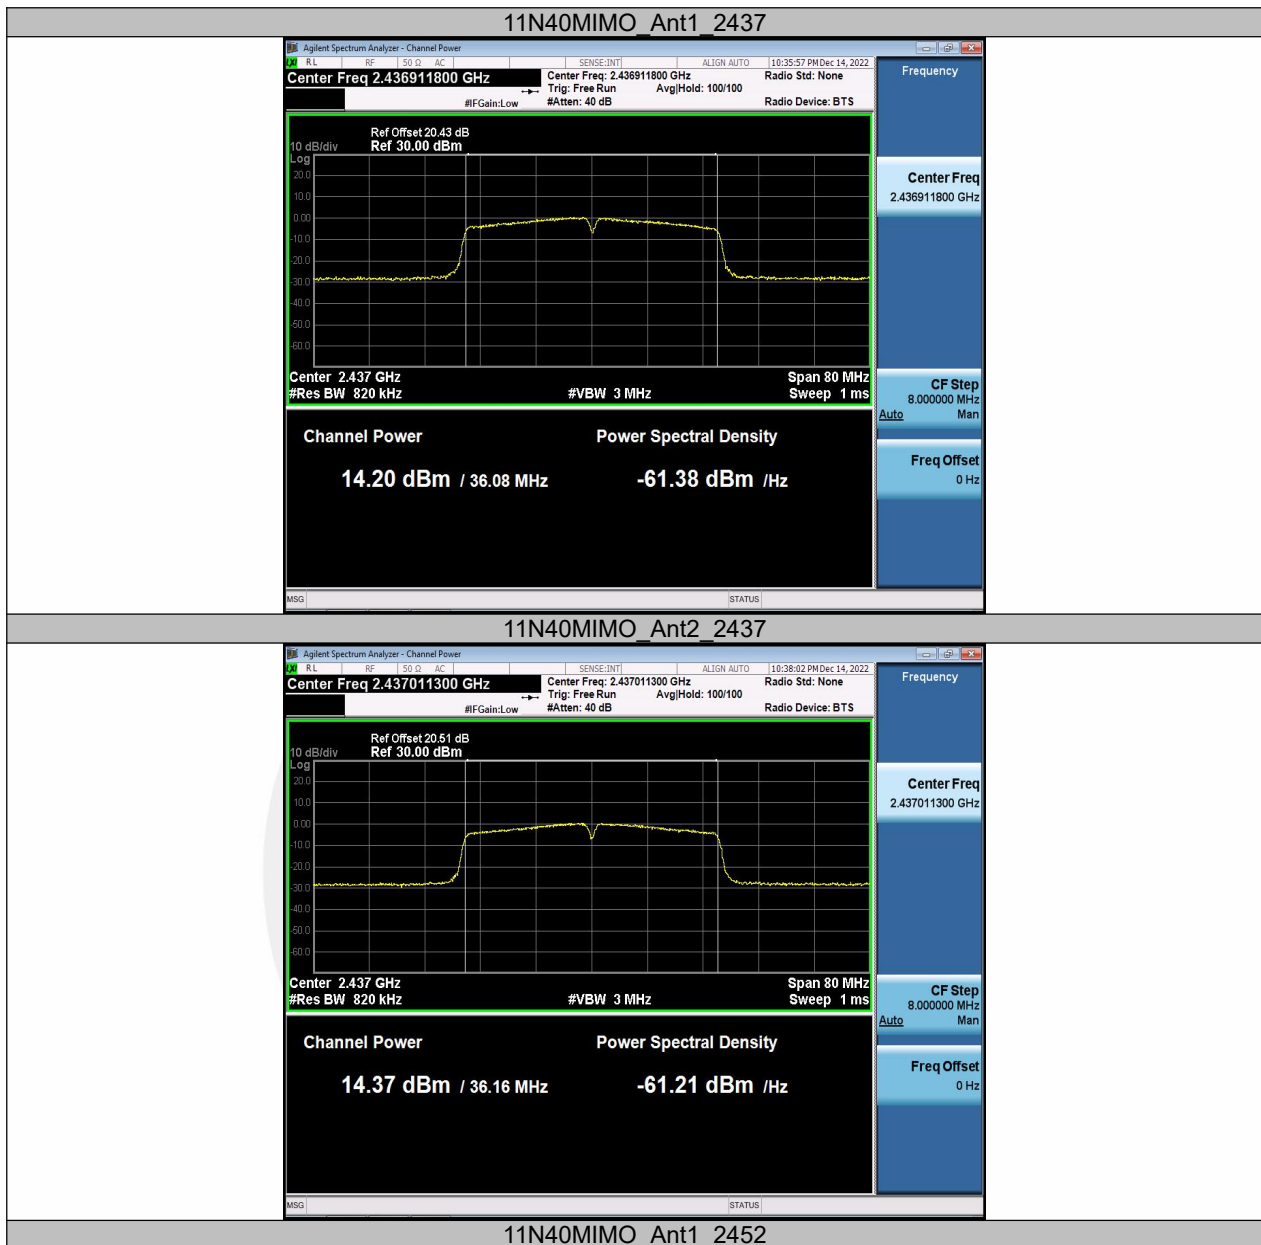 11N40MIMO_Ant1_2437
Agilent Spectrum Analyzer - Channel Power
RL RF 50 Ω AC SENSE:INT ALIGN AUTO 10:35:57 PM Dec 14, 2022
Center Freq 2.436911800 GHz
Center Freq: 2.436911800 GHz
Radio Std: None
Trig: Free Run Avg|Hold: 100/100
#IFGain:Low #Atten: 40 dB Radio Device: BTS
Frequency
Ref Offset 20.43 dB
10 dB/div Ref 30.00 dBm
Log
20.0
10.0
0.00
-10.0
-20.0
-30.0
-40.0
-50.0
-60.0
Center Freq
2.436911800 GHz
Center 2.437 GHz Span 80 MHz
#Res BW 820 kHz #VBW 3 MHz Sweep 1 ms
CF Step
8.000000 MHz
Auto Man
Channel Power Power Spectral Density
14.20 dBm / 36.08 MHz -61.38 dBm /Hz
Freq Offset
0 Hz
MSG STATUS
11N40MIMO_Ant2_2437
Agilent Spectrum Analyzer - Channel Power
RL RF 50 Ω AC SENSE:INT ALIGN AUTO 10:38:02 PM Dec 14, 2022
Center Freq 2.437011300 GHz
Center Freq: 2.437011300 GHz
Radio Std: None
Trig: Free Run Avg|Hold: 100/100
#IFGain:Low #Atten: 40 dB Radio Device: BTS
Frequency
Ref Offset 20.51 dB
10 dB/div Ref 30.00 dBm
Log
20.0
10.0
0.00
-10.0
-20.0
-30.0
-40.0
-50.0
-60.0
Center Freq
2.437011300 GHz
Center 2.437 GHz Span 80 MHz
#Res BW 820 kHz #VBW 3 MHz Sweep 1 ms
CF Step
8.000000 MHz
Auto Man
Channel Power Power Spectral Density
14.37 dBm / 36.16 MHz -61.21 dBm /Hz
Freq Offset
0 Hz
MSG STATUS
11N40MIMO_Ant1_2452